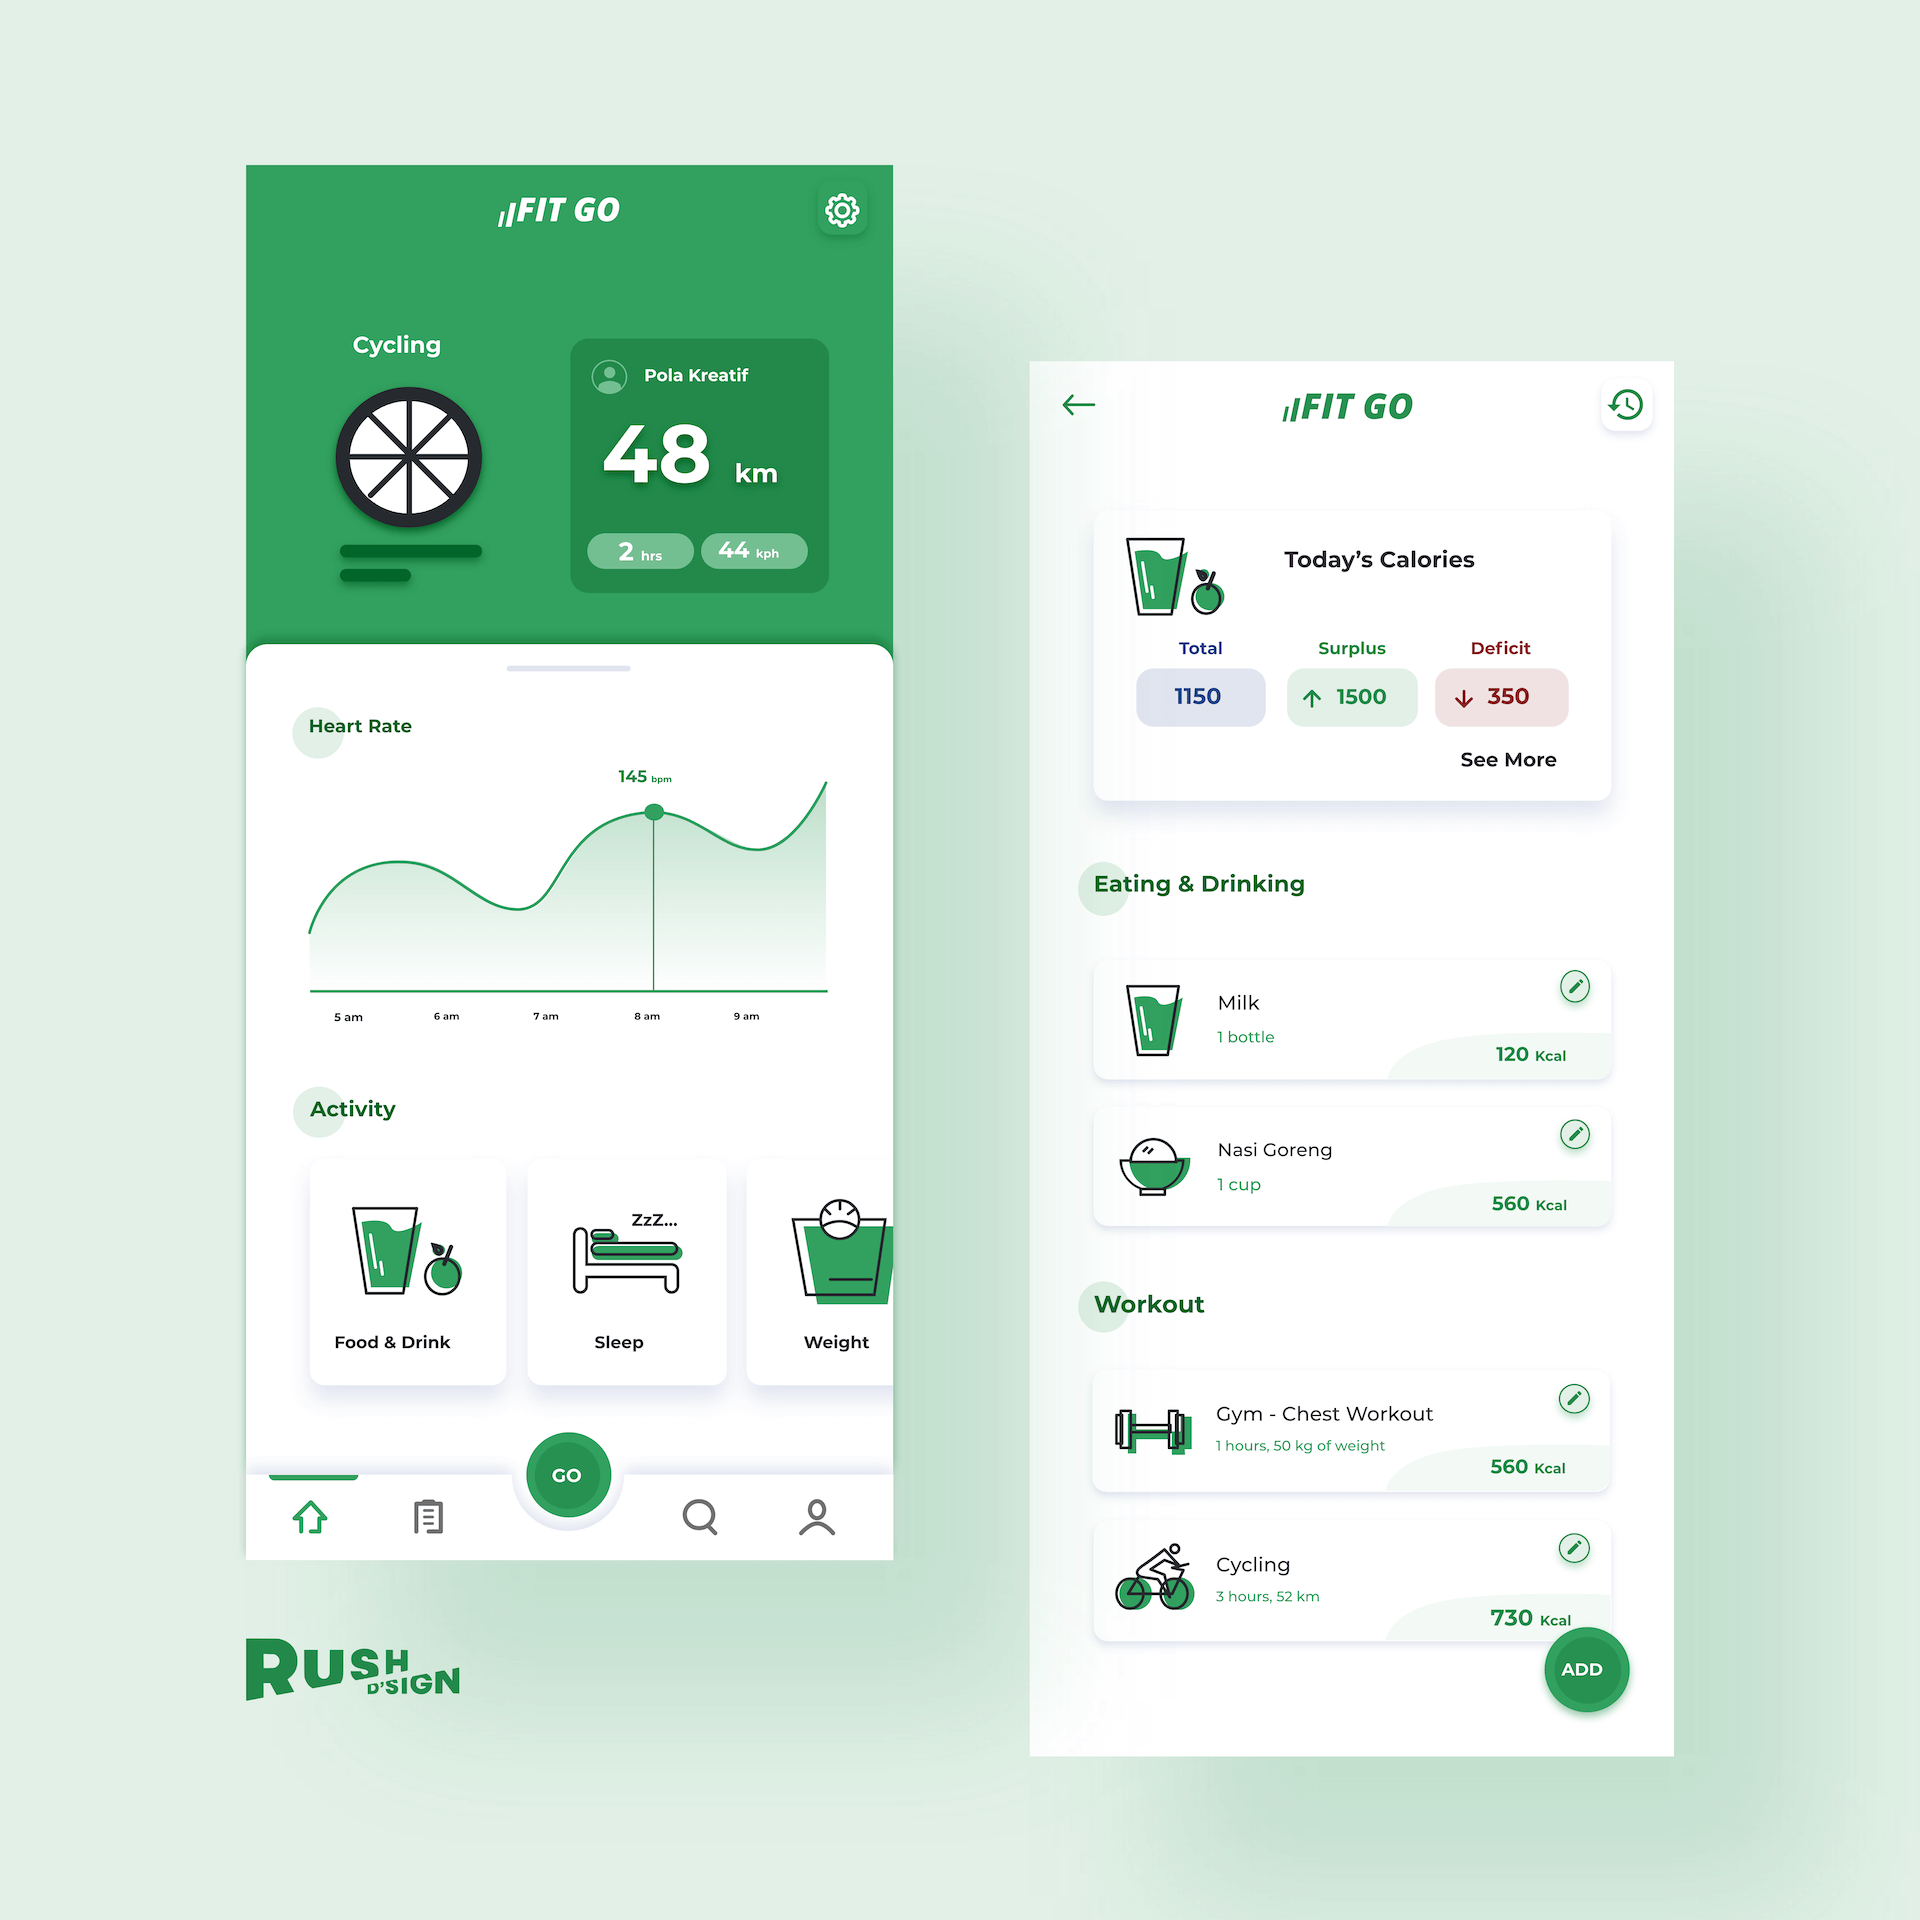 FIT GO
Cycling
Pola Kreatif
48 km
2 hrs
44 kph
Heart Rate
145 bpm
5 am 6 am 7 am 8 am 9 am
Activity
ZzZ...
Food & Drink
Sleep
Weight
GO
RUSH
D'SIGN
FIT GO
Today's Calories
Total Surplus Deficit
1150 1500 350
See More
Eating & Drinking
Milk
1 bottle
120 Kcal
Nasi Goreng
1 cup
560 Kcal
Workout
Gym - Chest Workout
1 hours, 50 kg of weight
560 Kcal
Cycling
3 hours, 52 km
730 Kcal
ADD